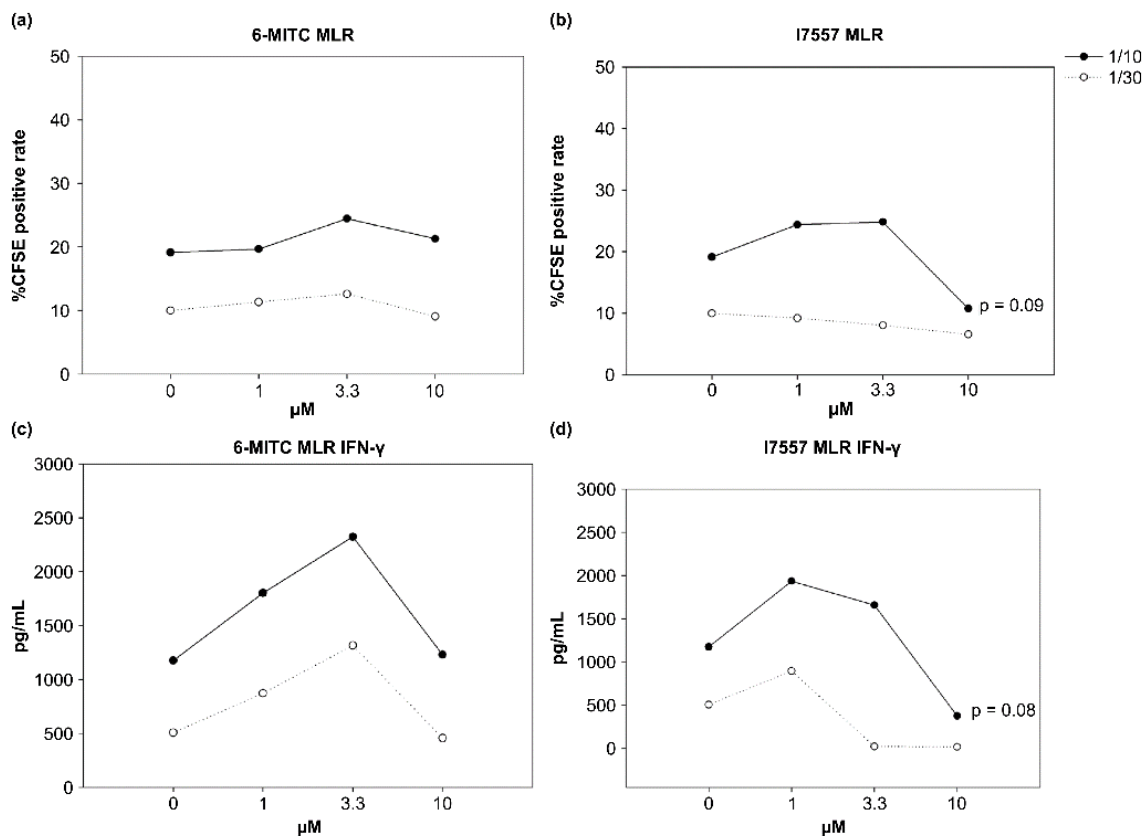 (a)
6-MITC MLR
50
40
30
20
10
0
%CFSE positive rate
0 1 3.3 10
µM
(b)
I7557 MLR
50
40
30
20
10
0
%CFSE positive rate
p = 0.09
0 1 3.3 10
µM
1/10
1/30
(c)
6-MITC MLR IFN-γ
3000
2500
2000
1500
1000
500
0
pg/mL
0 1 3.3 10
µM
(d)
I7557 MLR IFN-γ
3000
2500
2000
1500
1000
500
0
pg/mL
p = 0.08
0 1 3.3 10
µM